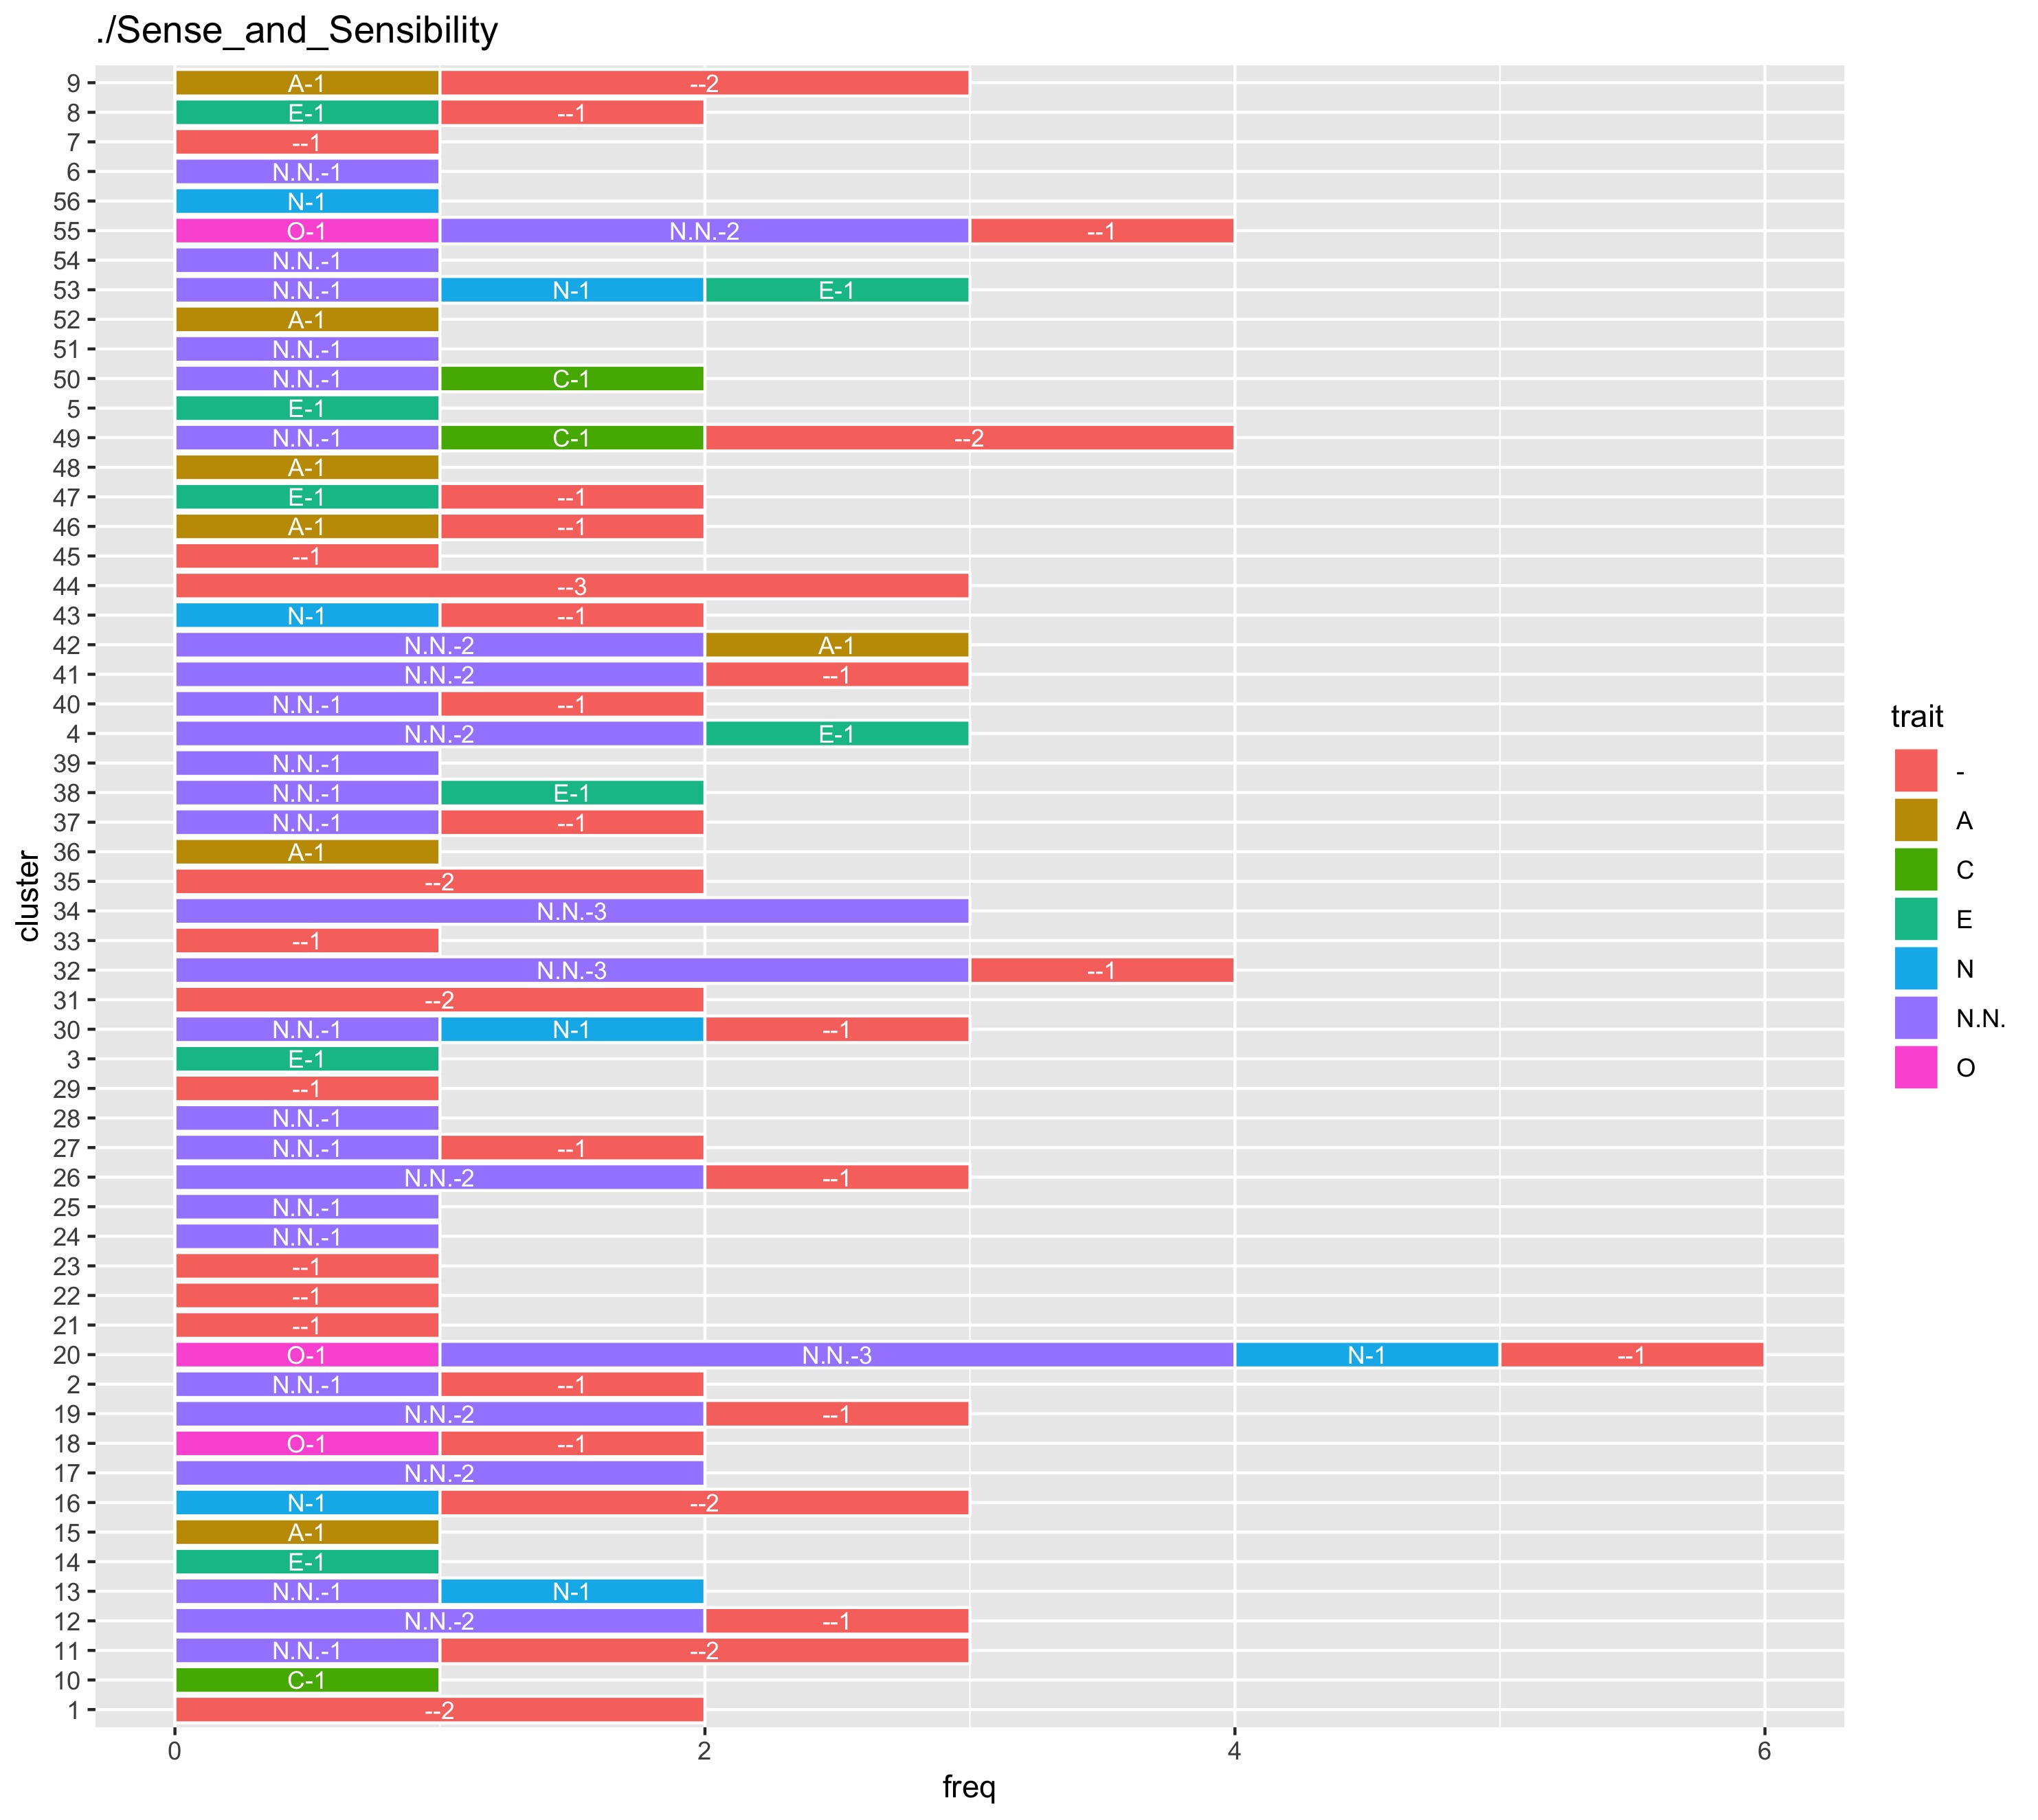 ./Sense_and_Sensibility
9 A-1 --2
8 E-1 --1
7 --1
6 N.N.-1
56 N-1
55 O-1 N.N.-2 --1
54 N.N.-1
53 N.N.-1 N-1 E-1
52 A-1
51 N.N.-1
50 N.N.-1 C-1
5 E-1
49 N.N.-1 C-1 --2
48 A-1
47 E-1 --1
46 A-1 --1
45 --1
44 --3
43 N-1 --1
42 N.N.-2 A-1
41 N.N.-2 --1
40 N.N.-1 --1
4 N.N.-2 E-1
39 N.N.-1
38 N.N.-1 E-1
37 N.N.-1 --1
36 A-1
35 --2
34 N.N.-3
33 --1
32 N.N.-3 --1
31 --2
30 N.N.-1 N-1 --1
3 E-1
29 --1
28 N.N.-1
27 N.N.-1 --1
26 N.N.-2 --1
25 N.N.-1
24 N.N.-1
23 --1
22 --1
21 --1
20 O-1 N.N.-3 N-1 --1
2 N.N.-1 --1
19 N.N.-2 --1
18 O-1 --1
17 N.N.-2
16 N-1 --2
15 A-1
14 E-1
13 N.N.-1 N-1
12 N.N.-2 --1
11 N.N.-1 --2
10 C-1
1 --2
0 2 4 6
freq
cluster
trait
-
A
C
E
N
N.N.
O